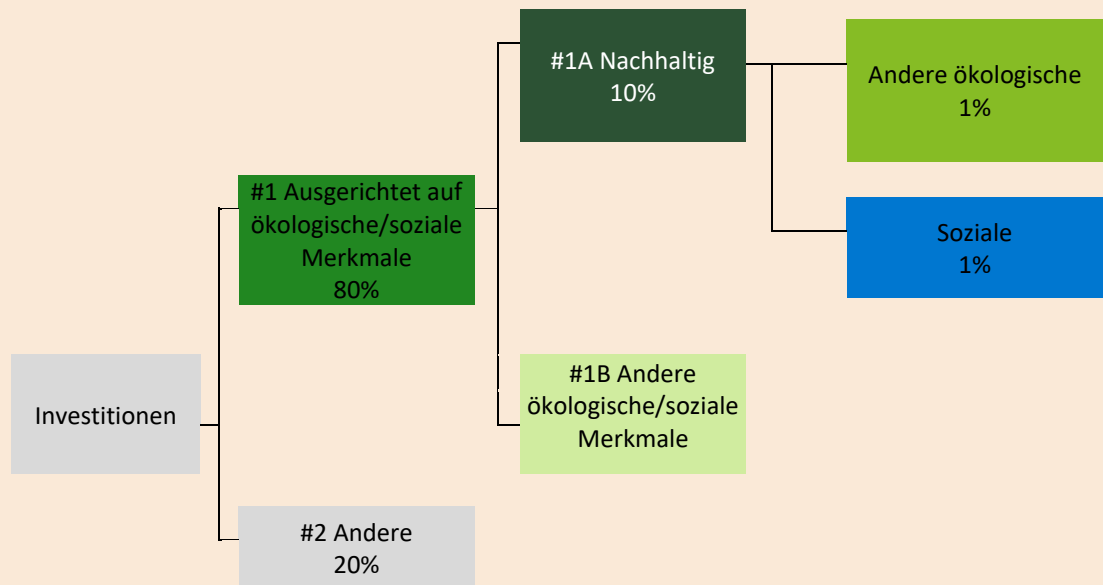 #1A Nachhaltig
10%
Andere ökologische
1%
#1 Ausgerichtet auf
ökologische/soziale
Merkmale
80%
Soziale
1%
Investitionen
#1B Andere
ökologische/soziale
Merkmale
#2 Andere
20%